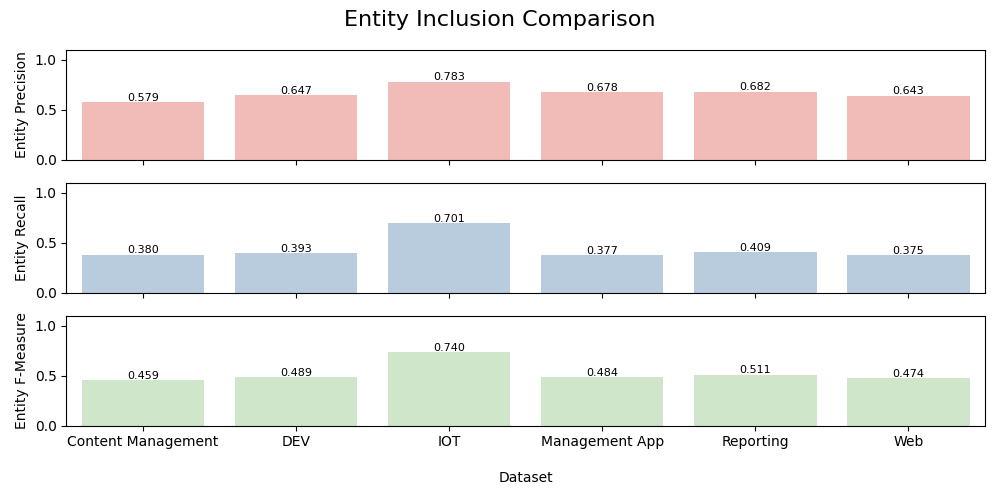 Entity Inclusion Comparison
Entity Precision
1.0
0.5
0.0
0.579
0.647
0.783
0.678
0.682
0.643
Entity Recall
1.0
0.5
0.0
0.380
0.393
0.701
0.377
0.409
0.375
Entity F-Measure
1.0
0.5
0.0
0.459
0.489
0.740
0.484
0.511
0.474
Content Management
DEV
IOT
Management App
Reporting
Web
Dataset